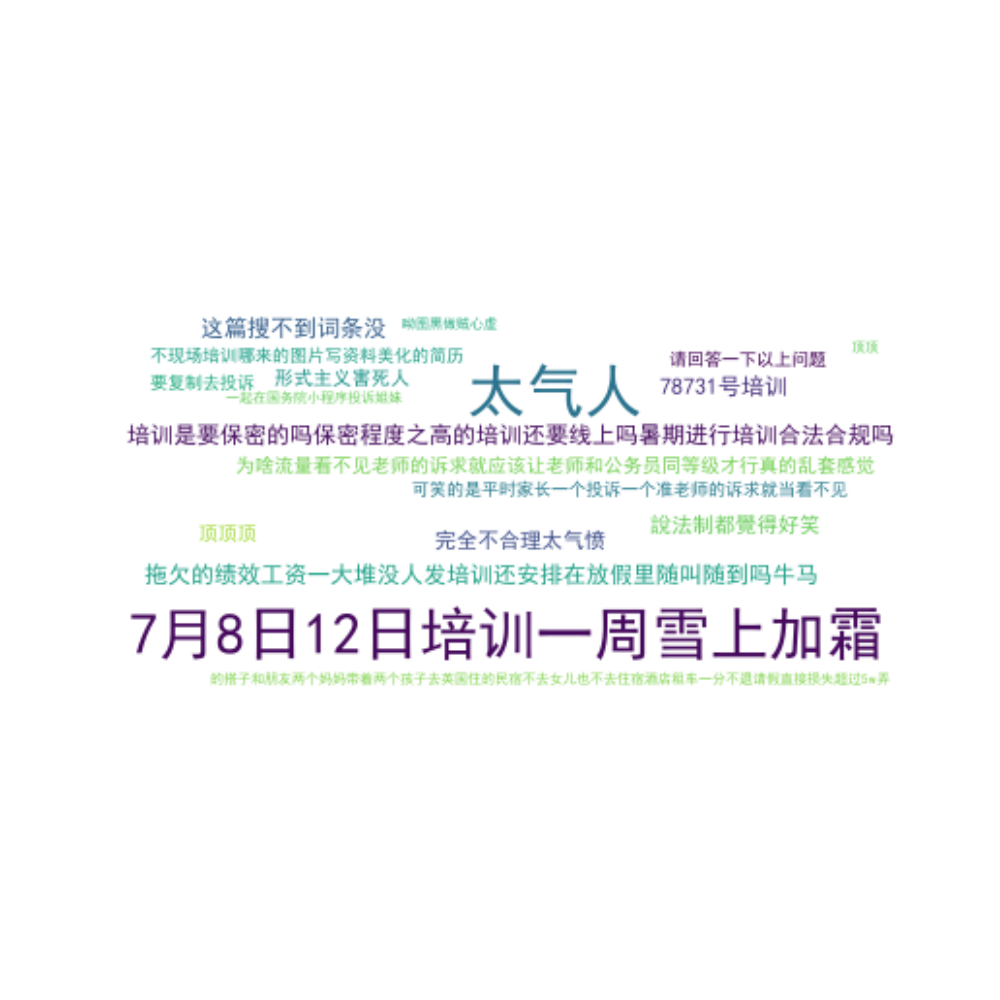 这篇搜不到词条没
呦图黑做贼心虚
顶顶
不现场培训哪来的图片写资料美化的简历
请回答一下以上问题
要复制去投诉
形式主义害死人
太气人
78731号培训
一起在国务院小程序投诉姐妹
培训是要保密的吗保密程度之高的培训还要线上吗暑期进行培训合法合规吗
为啥流量看不见老师的诉求就应该让老师和公务员同等级才行真的乱套感觉
可笑的是平时家长一个投诉一个准老师的诉求就当看不见
說法制都覺得好笑
顶顶顶
完全不合理太气愤
拖欠的绩效工资一大堆没人发培训还安排在放假里随叫随到吗牛马
7月8日12日培训一周雪上加霜
的搭子和朋友两个妈妈带着两个孩子去英国住的民宿不去女儿也不去住宿酒店租车一分不退请假直接损失超过5w弄